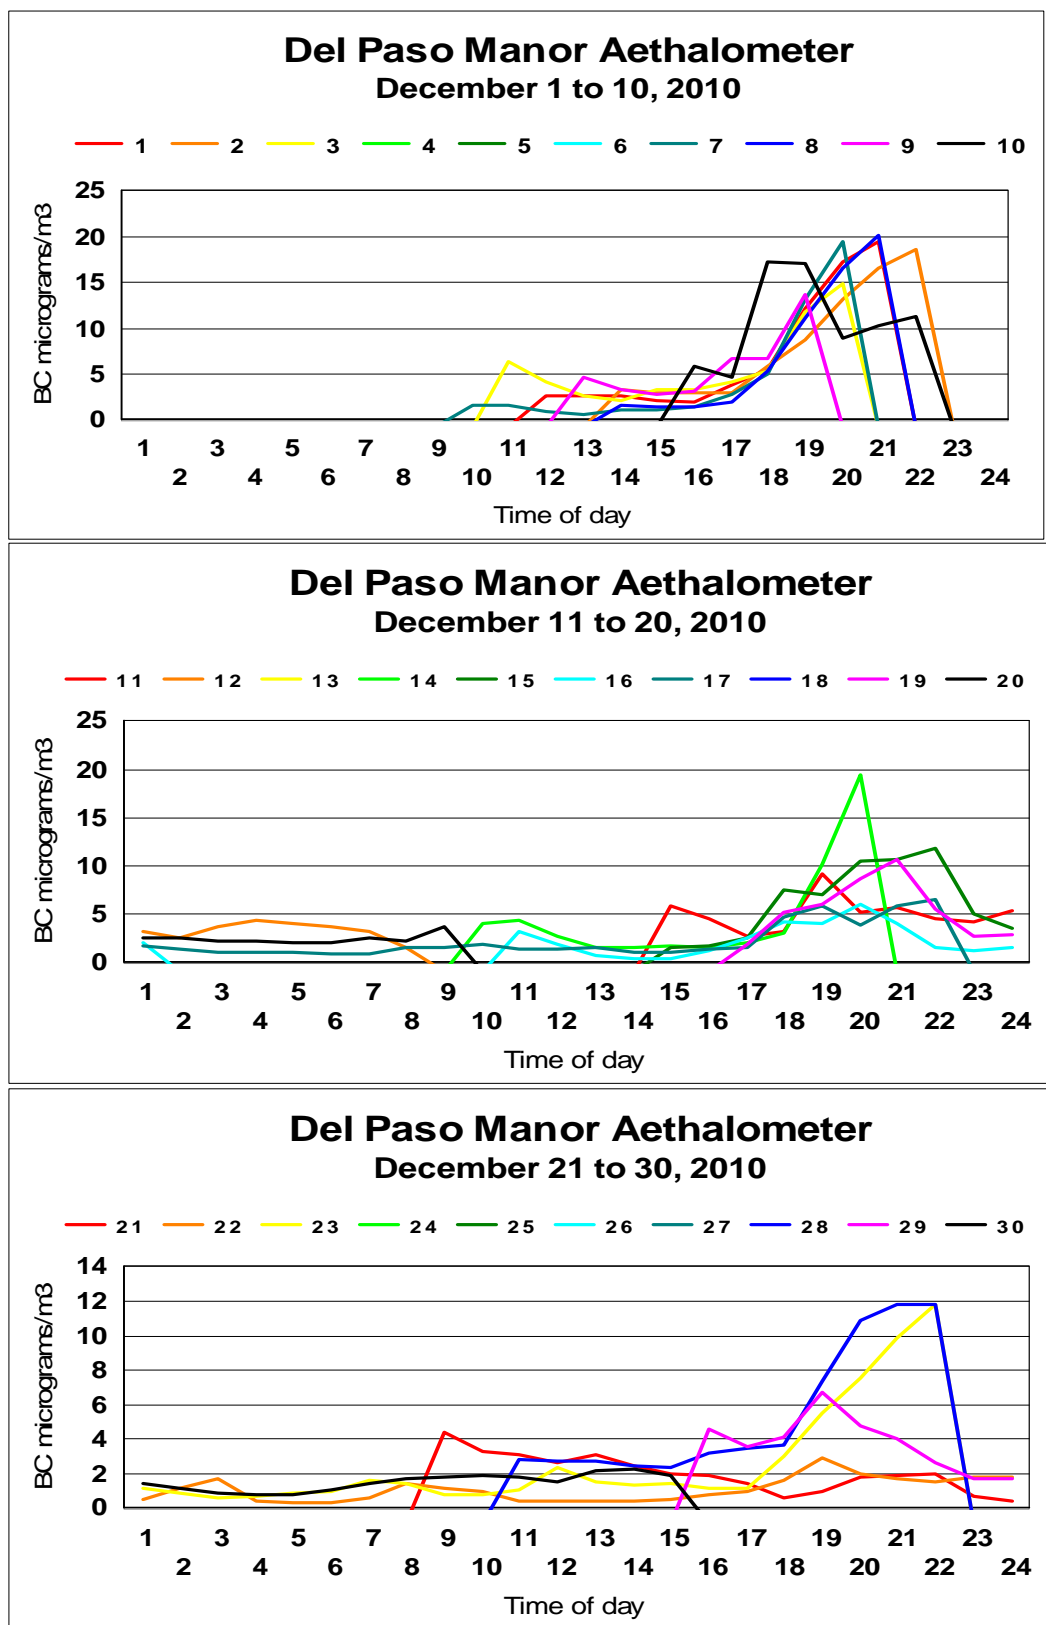 Del Paso Manor Aethalometer
December 1 to 10, 2010
1 2 3 4 5 6 7 8 9 10
BC micrograms/m3
25
20
15
10
5
0
1 3 5 7 9 11 13 15 17 19 21 23
2 4 6 8 10 12 14 16 18 20 22 24
Time of day
Del Paso Manor Aethalometer
December 11 to 20, 2010
11 12 13 14 15 16 17 18 19 20
BC micrograms/m3
25
20
15
10
5
0
1 3 5 7 9 11 13 15 17 19 21 23
2 4 6 8 10 12 14 16 18 20 22 24
Time of day
Del Paso Manor Aethalometer
December 21 to 30, 2010
21 22 23 24 25 26 27 28 29 30
BC micrograms/m3
14
12
10
8
6
4
2
0
1 3 5 7 9 11 13 15 17 19 21 23
2 4 6 8 10 12 14 16 18 20 22 24
Time of day